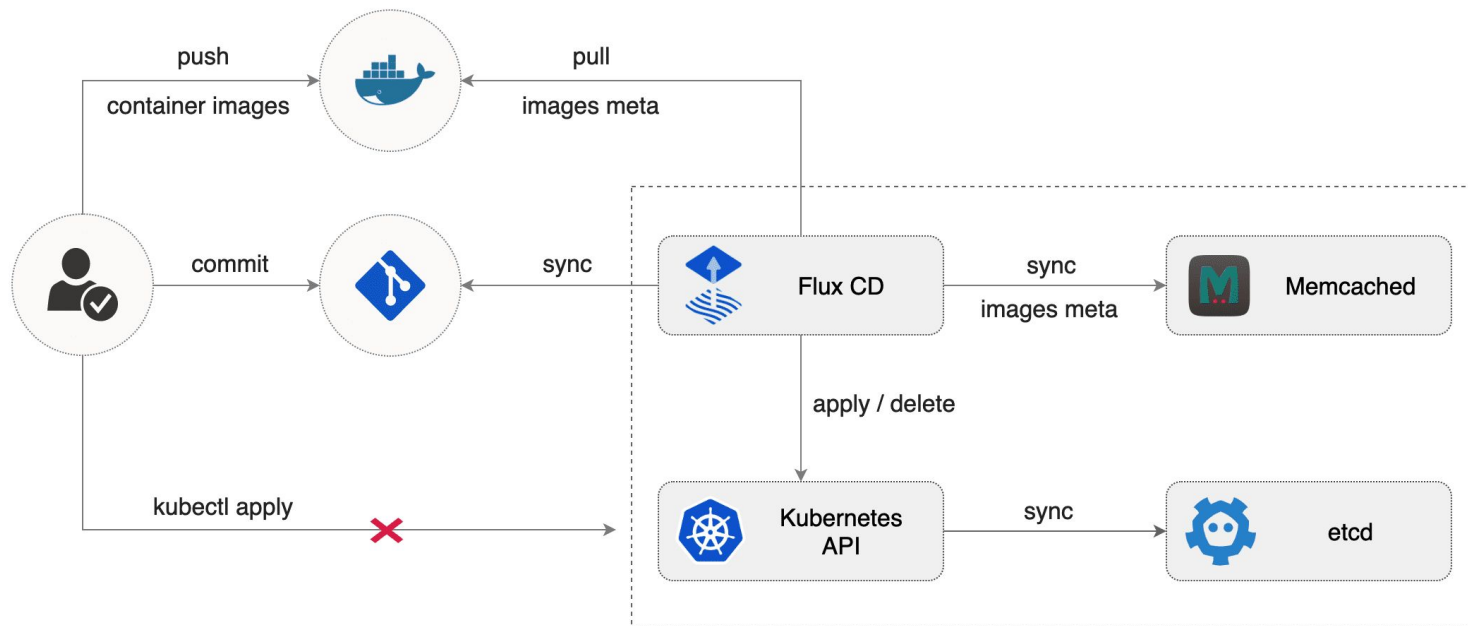 push
container images
pull
images meta
commit
sync
Flux CD
sync
images meta
Memcached
apply / delete
kubectl apply
Kubernetes
API
sync
etcd